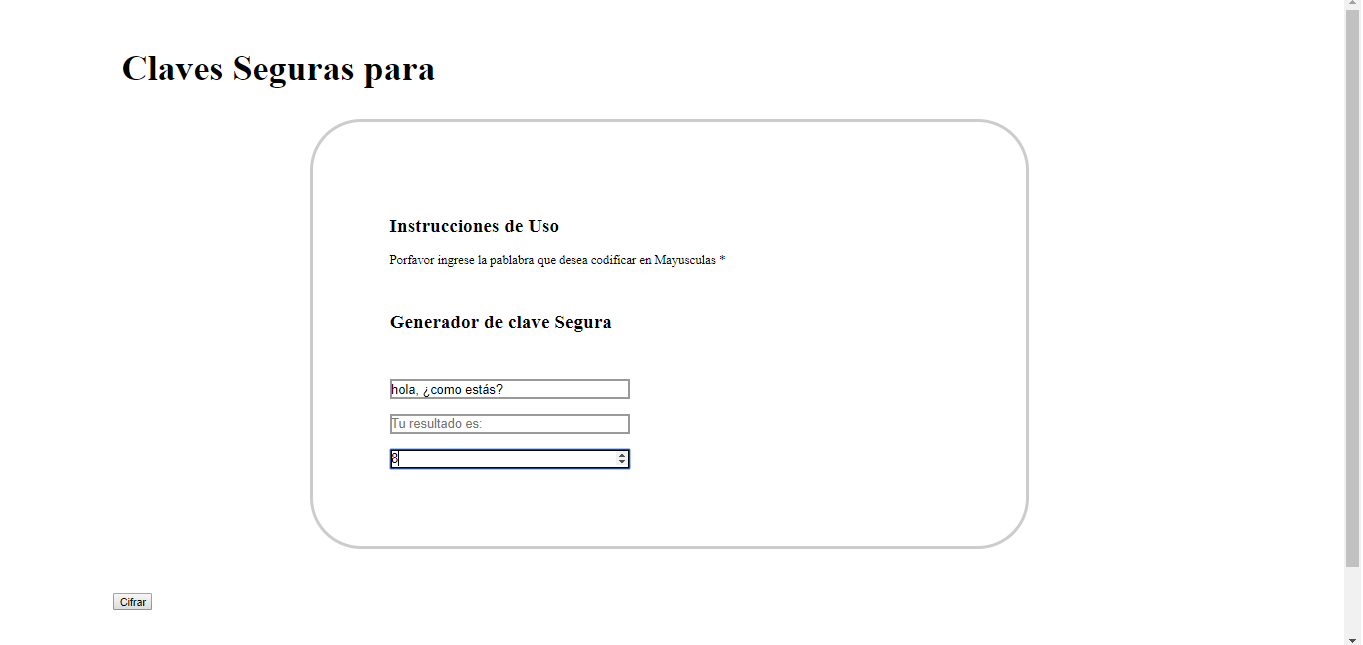 Claves Seguras para
Instrucciones de Uso
Porfavor ingrese la pablabra que desea codificar en Mayusculas *
Generador de clave Segura
hola, ¿como estás?
Tu resultado es:
8
Cifrar